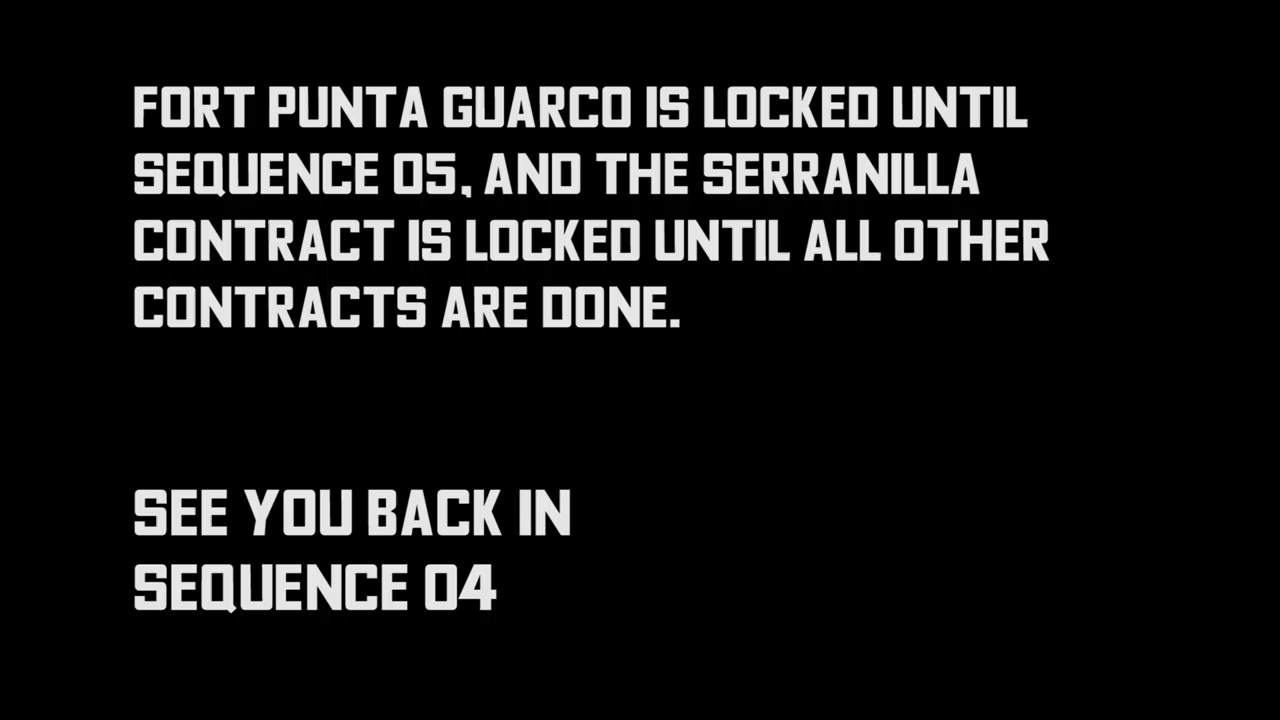 FORT PUNTA GUARCO IS LOCKED UNTIL
SEQUENCE 05, AND THE SERRANILLA
CONTRACT IS LOCKED UNTIL ALL OTHER
CONTRACTS ARE DONE.
SEE YOU BACK IN
SEQUENCE 04